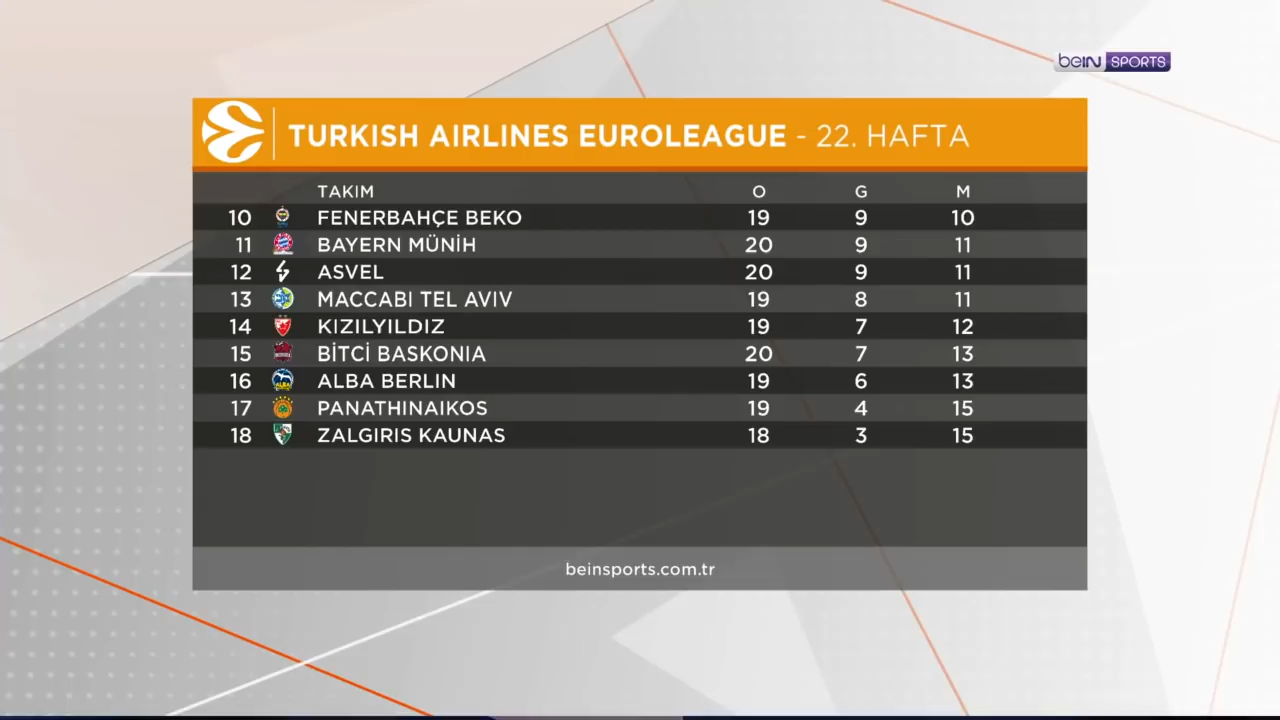 beIN SPORTS
TURKISH AIRLINES EUROLEAGUE - 22. HAFTA
TAKIM O G M
10 FENERBAHÇE BEKO 19 9 10
11 BAYERN MÜNİH 20 9 11
12 ASVEL 20 9 11
13 MACCABI TEL AVIV 19 8 11
14 KIZILYILDIZ 19 7 12
15 BİTCİ BASKONIA 20 7 13
16 ALBA BERLIN 19 6 13
17 PANATHINAIKOS 19 4 15
18 ZALGIRIS KAUNAS 18 3 15
beinsports.com.tr